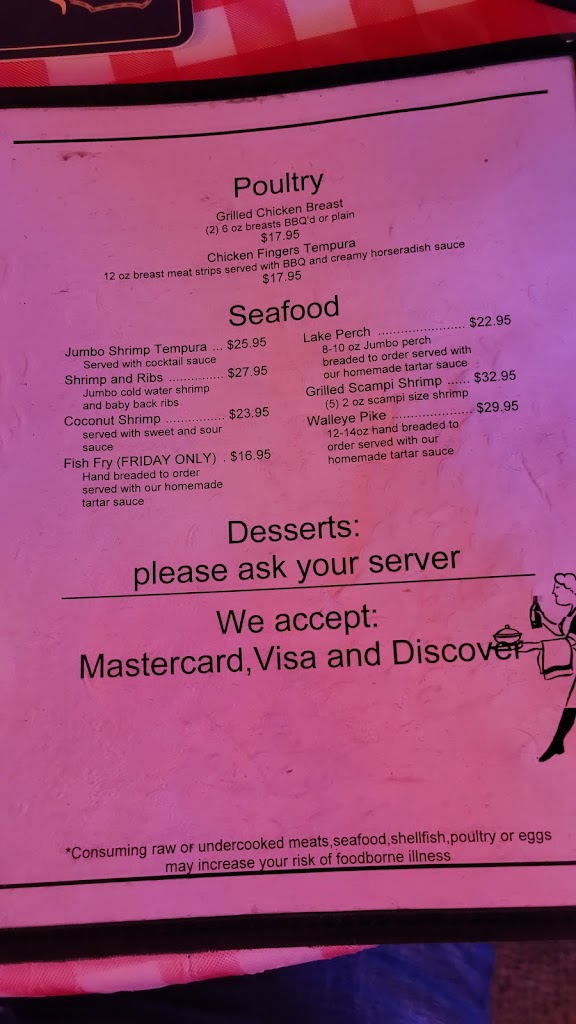 Poultry
Grilled Chicken Breast
(2) 6 oz breasts BBQ'd or plain
$17.95
Chicken Fingers Tempura
12 oz breast meat strips served with BBQ and creamy horseradish sauce
$17.95
Seafood
Jumbo Shrimp Tempura ... $25.95
Served with cocktail sauce
Shrimp and Ribs ............... $27.95
Jumbo cold water shrimp
and baby back ribs
Coconut Shrimp ................ $23.95
served with sweet and sour
sauce
Fish Fry (FRIDAY ONLY) . $16.95
Hand breaded to order
served with our homemade
tartar sauce
Lake Perch ....................... $22.95
8-10 oz Jumbo perch
breaded to order served with
our homemade tartar sauce
Grilled Scampi Shrimp ...... $32.95
(5) 2 oz scampi size shrimp
Walleye Pike ..................... $29.95
12-14oz hand breaded to
order served with our
homemade tartar sauce
Desserts:
please ask your server
We accept:
Mastercard,Visa and Discover
*Consuming raw or undercooked meats,seafood,shellfish,poultry or eggs
may increase your risk of foodborne illness